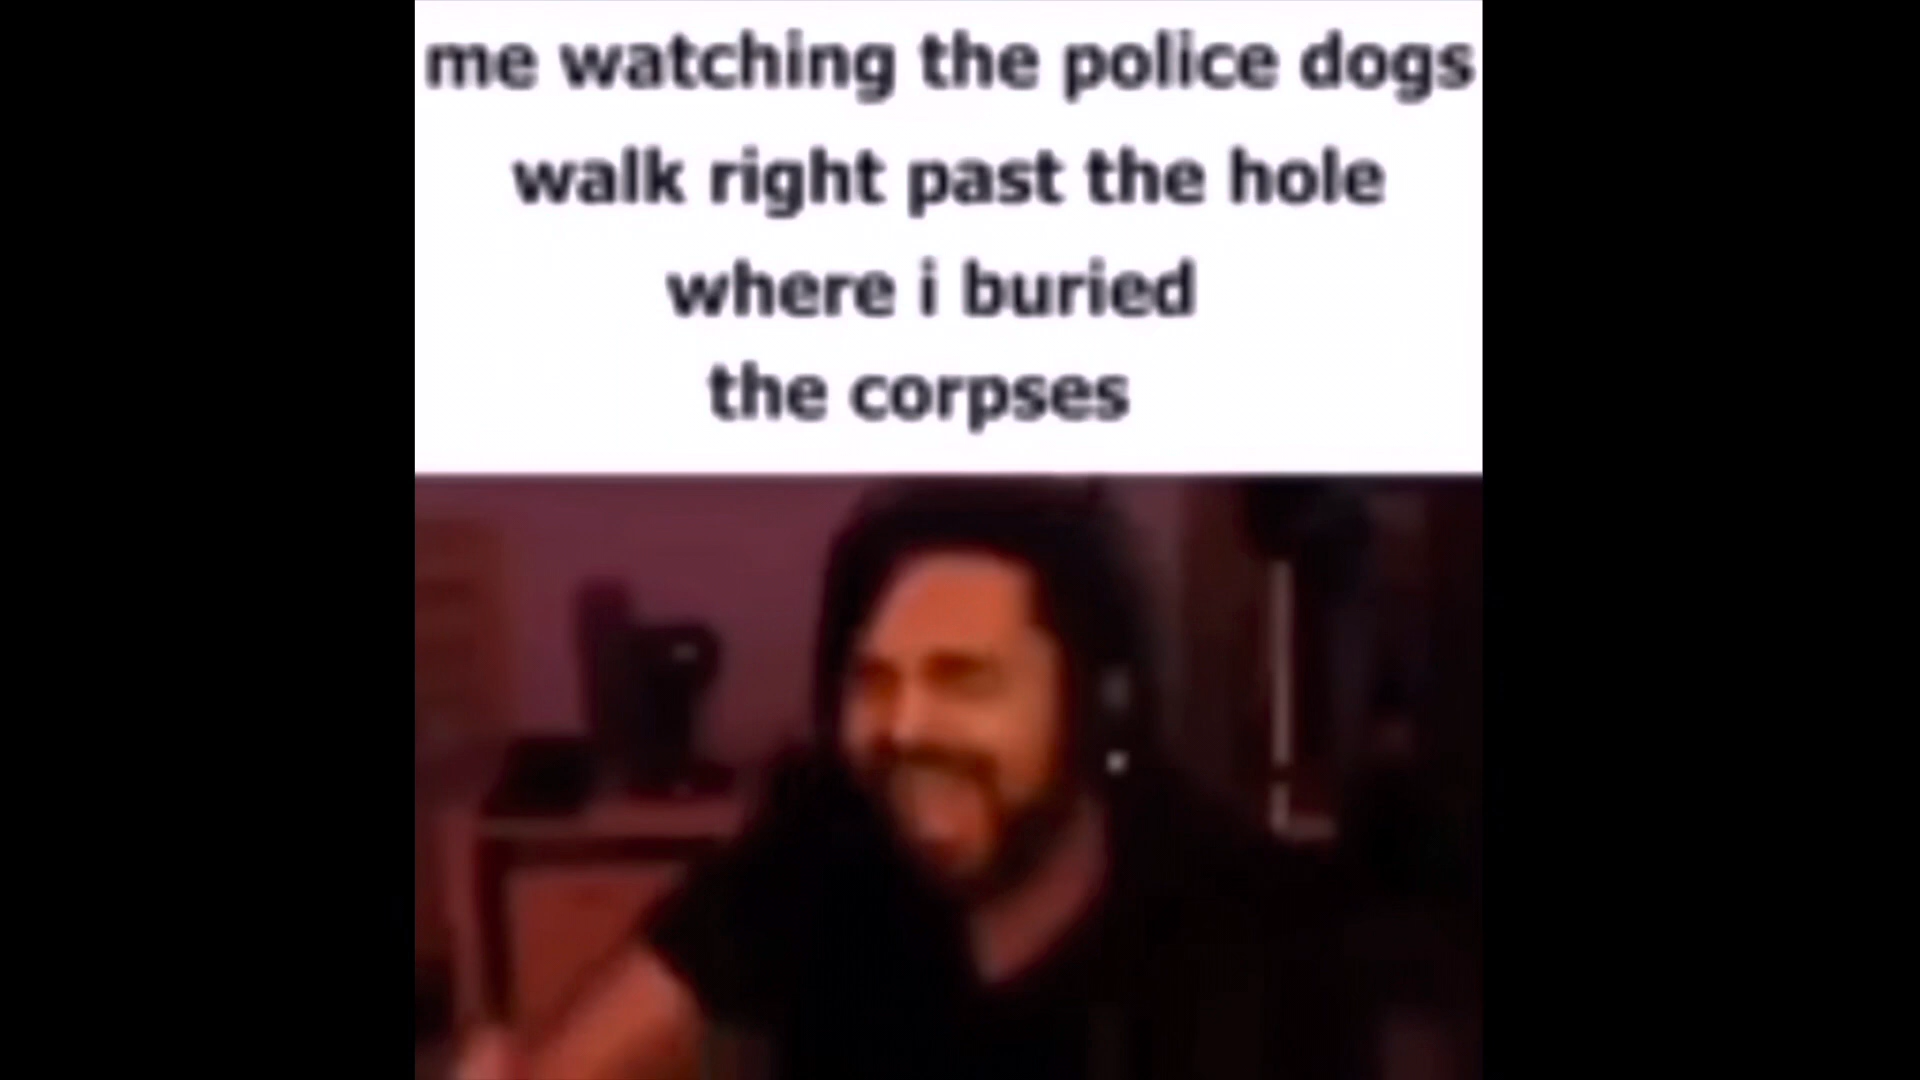 me watching the police dogs
walk right past the hole
where i buried
the corpses